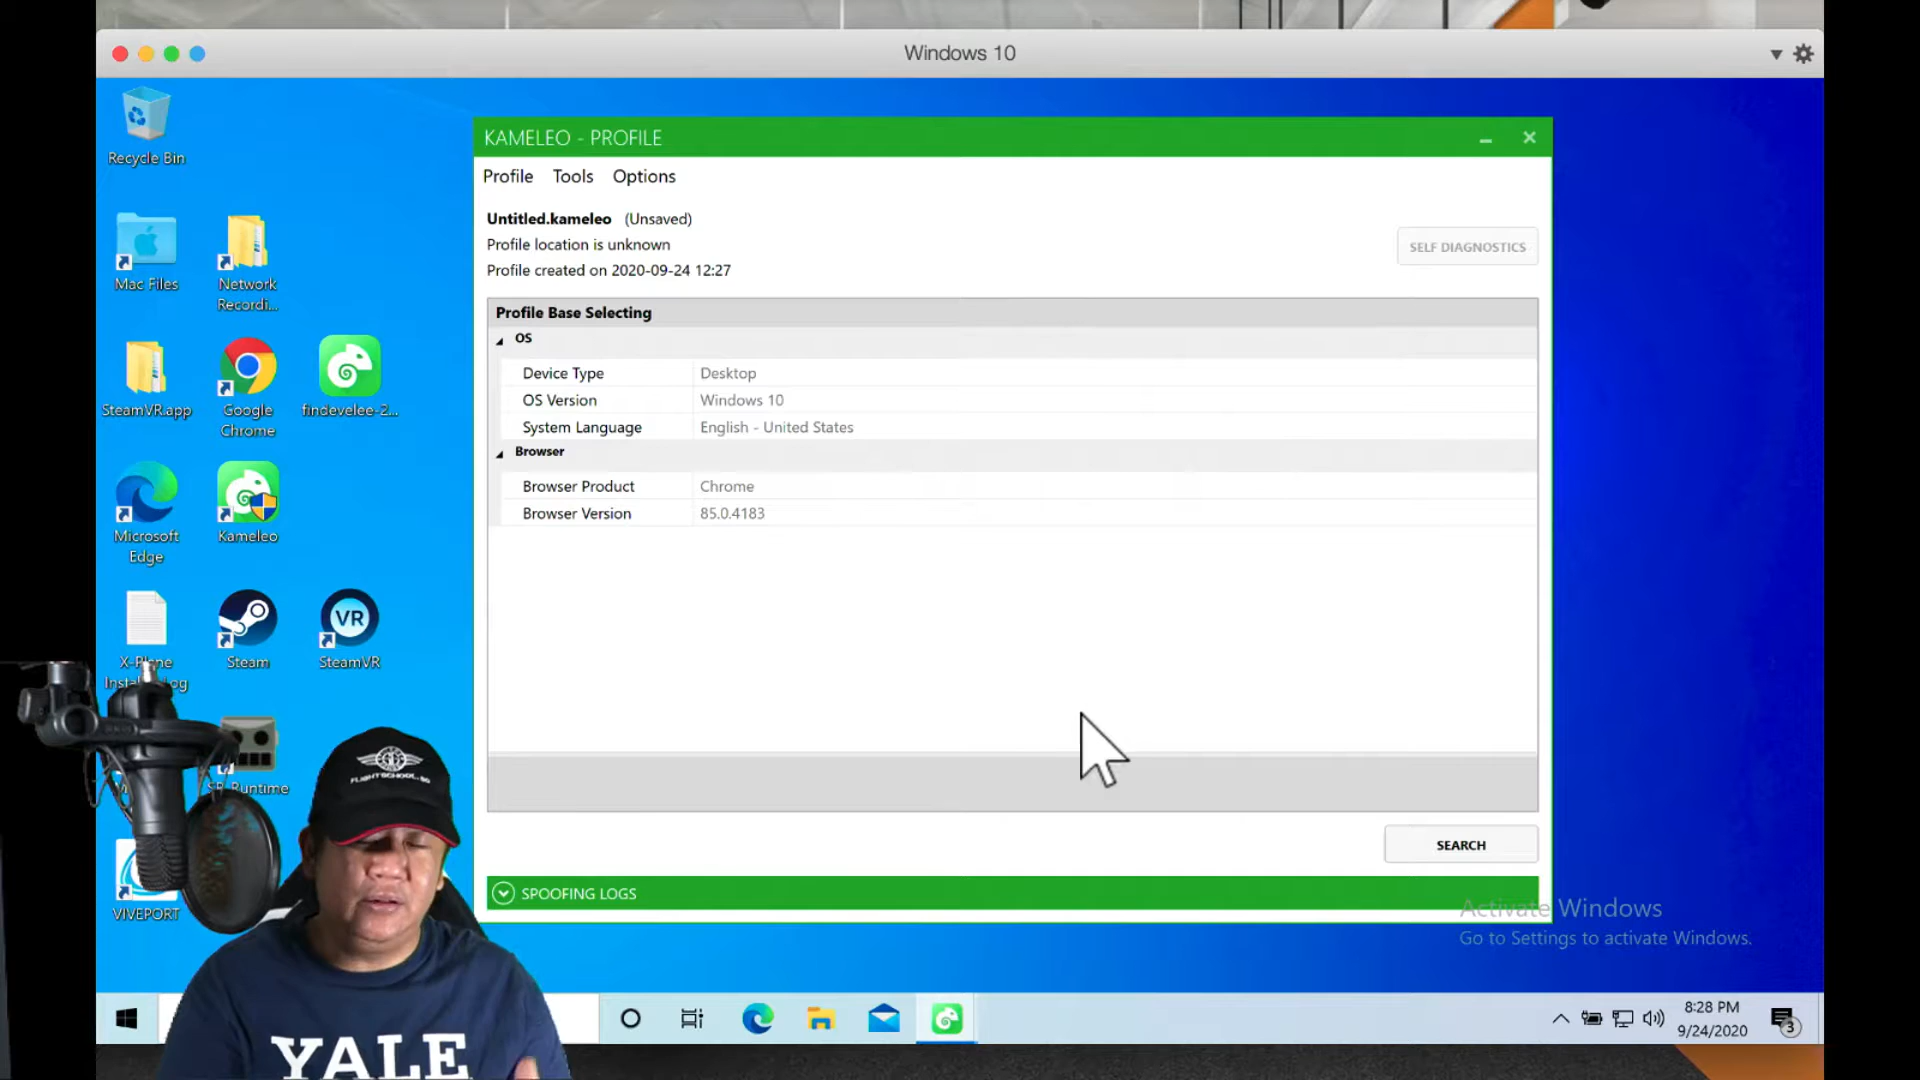 Windows 10
Recycle Bin
KAMELEO - PROFILE
Profile Tools Options
Untitled.kameleo (Unsaved)
Profile location is unknown
SELF DIAGNOSTICS
Profile created on 2020-09-24 12:27
Mac Files
Network
Recordi...
Profile Base Selecting
OS
Device Type Desktop
OS Version Windows 10
System Language English - United States
Browser
Browser Product Chrome
Browser Version 85.0.4183
SteamVR.app
Google
Chrome
findevelee-2...
Microsoft
Edge
Kameleo
X-Plane
Steam
VR
SteamVR
FLIGHTSCHOOL.SG
VIVEPORT
SEARCH
SPOOFING LOGS
Activate Windows
Go to Settings to activate Windows.
8:28 PM
9/24/2020
3
YALE